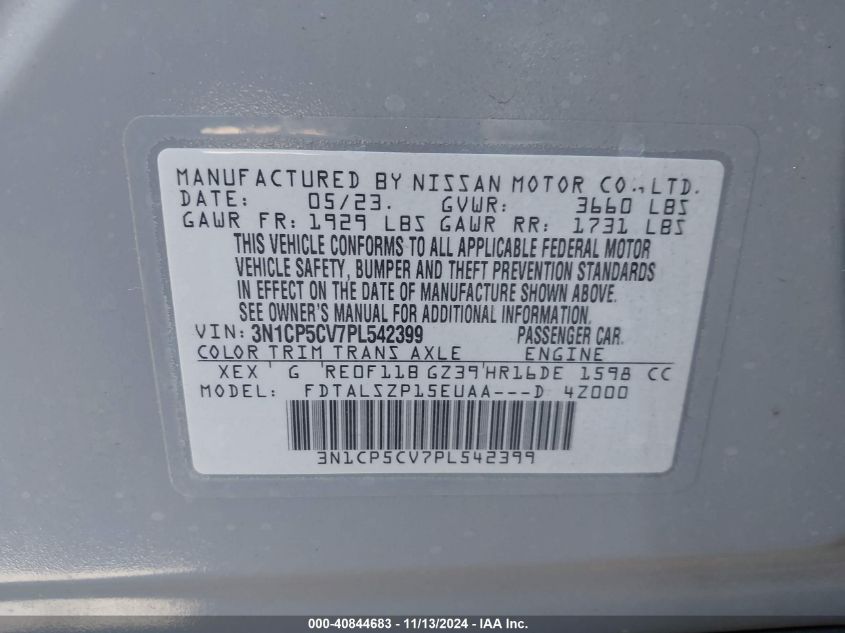 MANUFACTURED BY NISSAN MOTOR CO., LTD.
DATE: 05/23. GVWR: 3660 LBS
GAWR FR: 1929 LBS GAWR RR: 1731 LBS
THIS VEHICLE CONFORMS TO ALL APPLICABLE FEDERAL MOTOR
VEHICLE SAFETY, BUMPER AND THEFT PREVENTION STANDARDS
IN EFFECT ON THE DATE OF MANUFACTURE SHOWN ABOVE.
SEE OWNER'S MANUAL FOR ADDITIONAL INFORMATION.
VIN: 3N1CP5CV7PL542399 PASSENGER CAR
COLOR TRIM TRANS AXLE ENGINE
XEX G RE0F11B GZ39 HR16DE 1598 CC
MODEL: FDTALSZP15EUAA---D 4Z000
3N1CP5CV7PL542399
000-40844683 - 11/13/2024 - IAA Inc.